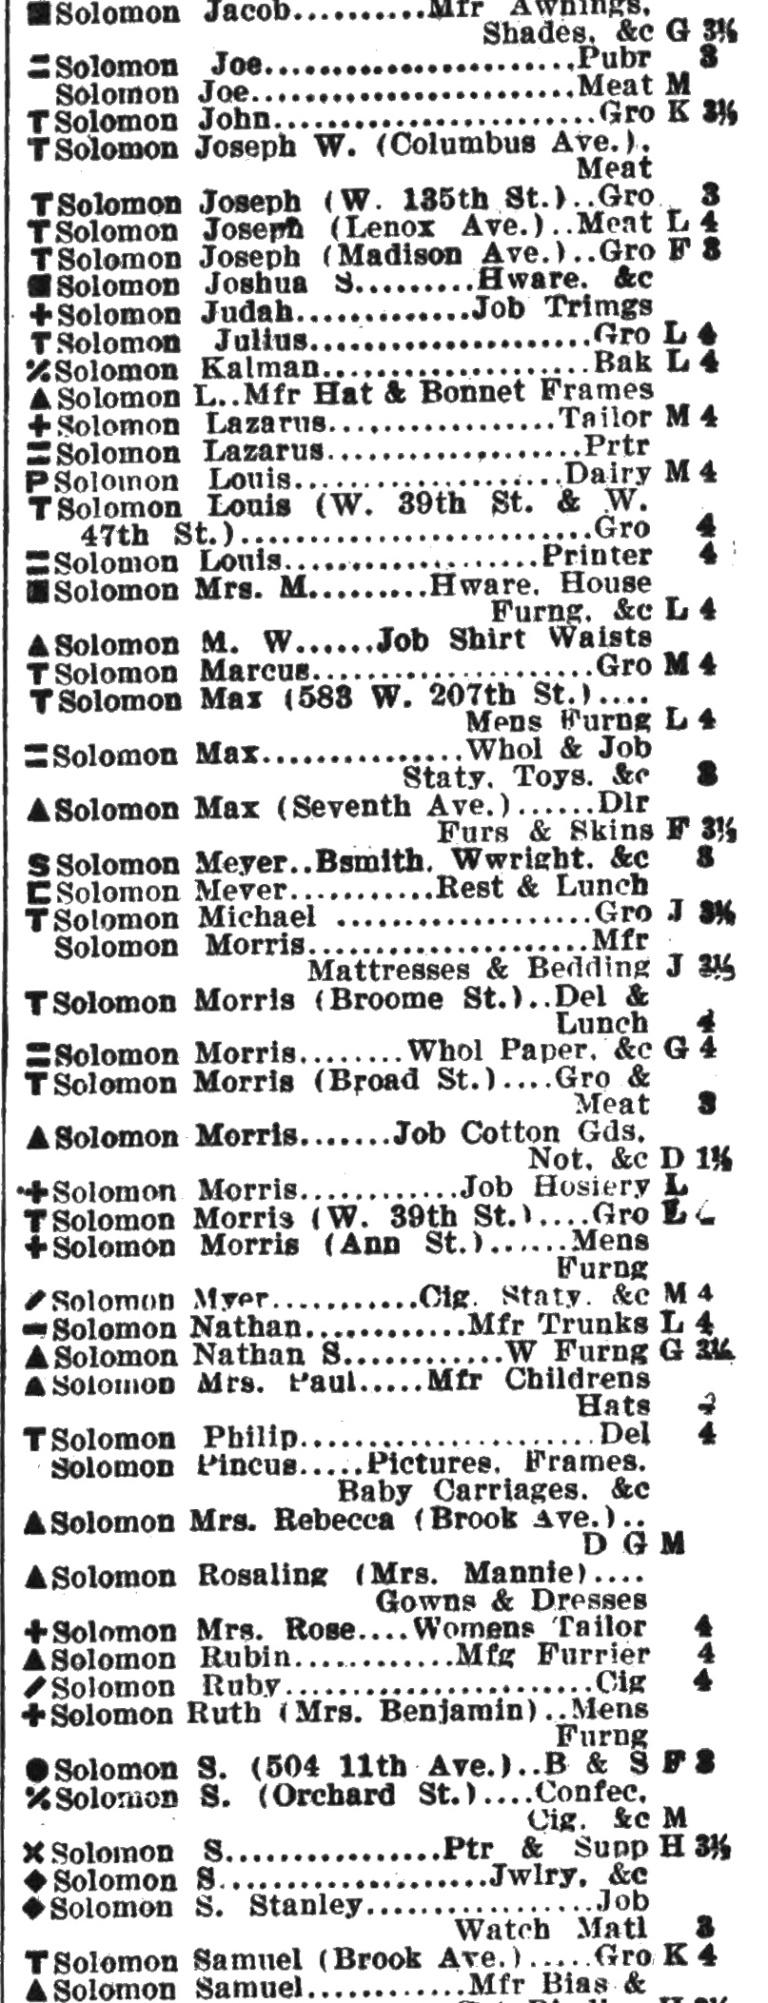 ■ Solomon Jacob..........Mfr Awnings,
Shades, &c G 3½
= Solomon Joe......................Pubr 3
Solomon Joe......................Meat M
T Solomon John........................Gro K 3½
T Solomon Joseph W. (Columbus Ave.),
Meat
T Solomon Joseph (W. 135th St.)..Gro 3
T Solomon Joseph (Lenox Ave.)..Meat L 4
T Solomon Joseph (Madison Ave.)..Gro F 3
■ Solomon Joshua S.........Hware, &c
+ Solomon Judah.............Job Trimgs
T Solomon Julius....................Gro L 4
٪ Solomon Kalman...................Bak L 4
▲ Solomon L..Mfr Hat & Bonnet Frames
+ Solomon Lazarus................Tailor M 4
= Solomon Lazarus..................Prtr
P Solomon Louis...................Dairy M 4
T Solomon Louis (W. 39th St. & W.
47th St.).........................Gro 4
= Solomon Louis..................Printer 4
■ Solomon Mrs. M.........Hware, House
Furng, &c L 4
▲ Solomon M. W......Job Shirt Waists
T Solomon Marcus....................Gro M 4
T Solomon Max (583 W. 207th St.)....
Mens Furng L 4
= Solomon Max...............Whol & Job
Staty, Toys, &c 3
▲ Solomon Max (Seventh Ave.)......Dlr
Furs & Skins F 3½
S Solomon Meyer..Bsmith, Wwright, &c 3
⊏ Solomon Meyer...........Rest & Lunch
T Solomon Michael ..................Gro J 3½
Solomon Morris....................Mfr
Mattresses & Bedding J 3½
T Solomon Morris (Broome St.)..Del &
Lunch 4
= Solomon Morris........Whol Paper, &c G 4
T Solomon Morris (Broad St.)....Gro &
Meat 3
▲ Solomon Morris.......Job Cotton Gds,
Not, &c D 1½
+ Solomon Morris............Job Hosiery L
T Solomon Morris (W. 39th St.)....Gro L
+ Solomon Morris (Ann St.)......Mens
Furng
/ Solomon Myer...........Cig, Staty, &c M 4
- Solomon Nathan............Mfr Trunks L 4
▲ Solomon Nathan S............W Furng G 3½
▲ Solomon Mrs. Paul.....Mfr Childrens
Hats
T Solomon Philip.....................Del 4
Solomon Pincus.....Pictures, Frames,
Baby Carriages, &c
▲ Solomon Mrs. Rebecca (Brook Ave.)..
D G M
▲ Solomon Rosaling (Mrs. Mannie)....
Gowns & Dresses
+ Solomon Mrs. Rose....Womens Tailor 4
▲ Solomon Rubin............Mfg Furrier 4
/ Solomon Ruby......................Cig 4
+ Solomon Ruth (Mrs. Benjamin)..Mens
Furng
● Solomon S. (504 11th Ave.)..B & S F 3
٪ Solomon S. (Orchard St.)....Confec,
Cig, &c M
× Solomon S................Ptr & Supp H 3½
◆ Solomon S....................Jwlry, &c
◆ Solomon S. Stanley.................Job
Watch Matl 3
T Solomon Samuel (Brook Ave.).....Gro K 4
▲ Solomon Samuel............Mfr Bias &